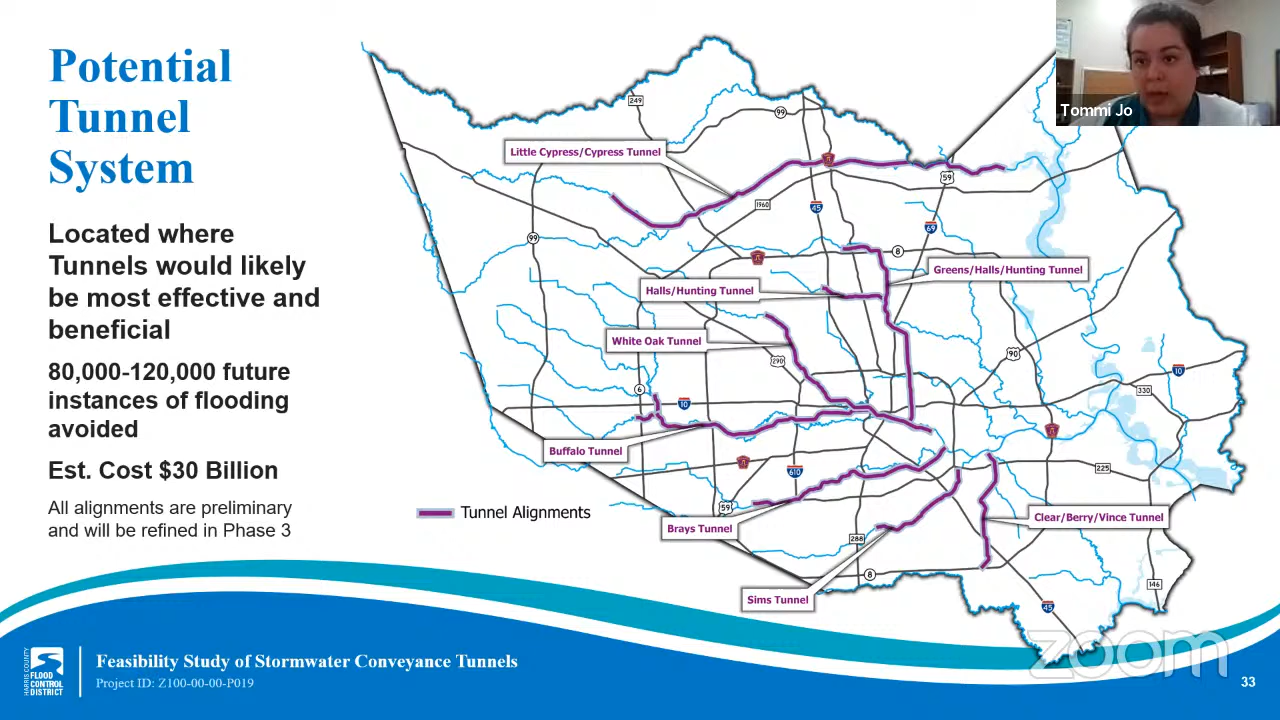 Potential
Tunnel
System
Located where
Tunnels would likely
be most effective and
beneficial
80,000-120,000 future
instances of flooding
avoided
Est. Cost $30 Billion
All alignments are preliminary
and will be refined in Phase 3
Tommi Jo
249
99
Little Cypress/Cypress Tunnel
59
1960
45
69
99
8
Greens/Halls/Hunting Tunnel
Halls/Hunting Tunnel
White Oak Tunnel
290
90
10
6
10
330
Buffalo Tunnel
610
225
59
Tunnel Alignments
Brays Tunnel
Clear/Berry/Vince Tunnel
288
8
146
Sims Tunnel
45
zoom
HARRIS COUNTY
FLOOD
CONTROL
DISTRICT
Feasibility Study of Stormwater Conveyance Tunnels
Project ID: Z100-00-00-P019
33